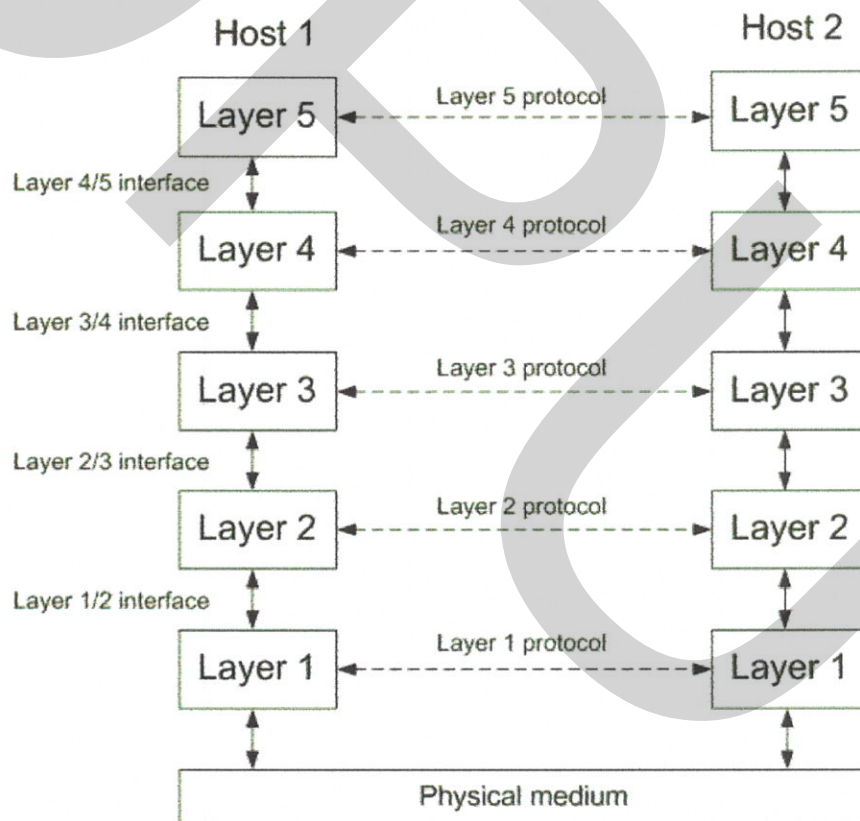 Host 1
Host 2
Layer 5
Layer 5 protocol
Layer 5
Layer 4/5 interface
Layer 4
Layer 4 protocol
Layer 4
Layer 3/4 interface
Layer 3
Layer 3 protocol
Layer 3
Layer 2/3 interface
Layer 2
Layer 2 protocol
Layer 2
Layer 1/2 interface
Layer 1
Layer 1 protocol
Layer 1
Physical medium